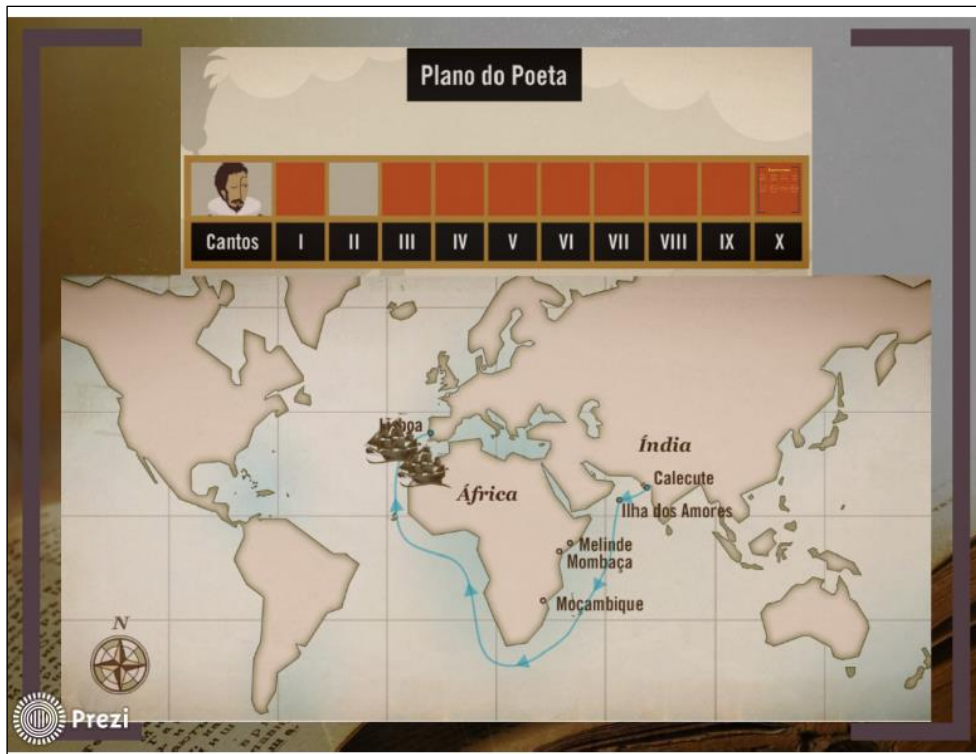 Plano do Poeta
Cantos I II III IV V VI VII VIII IX X
Lisboa
Índia
Calecute
África
Ilha dos Amores
Melinde
Mombaça
Moçambique
N
Prezi